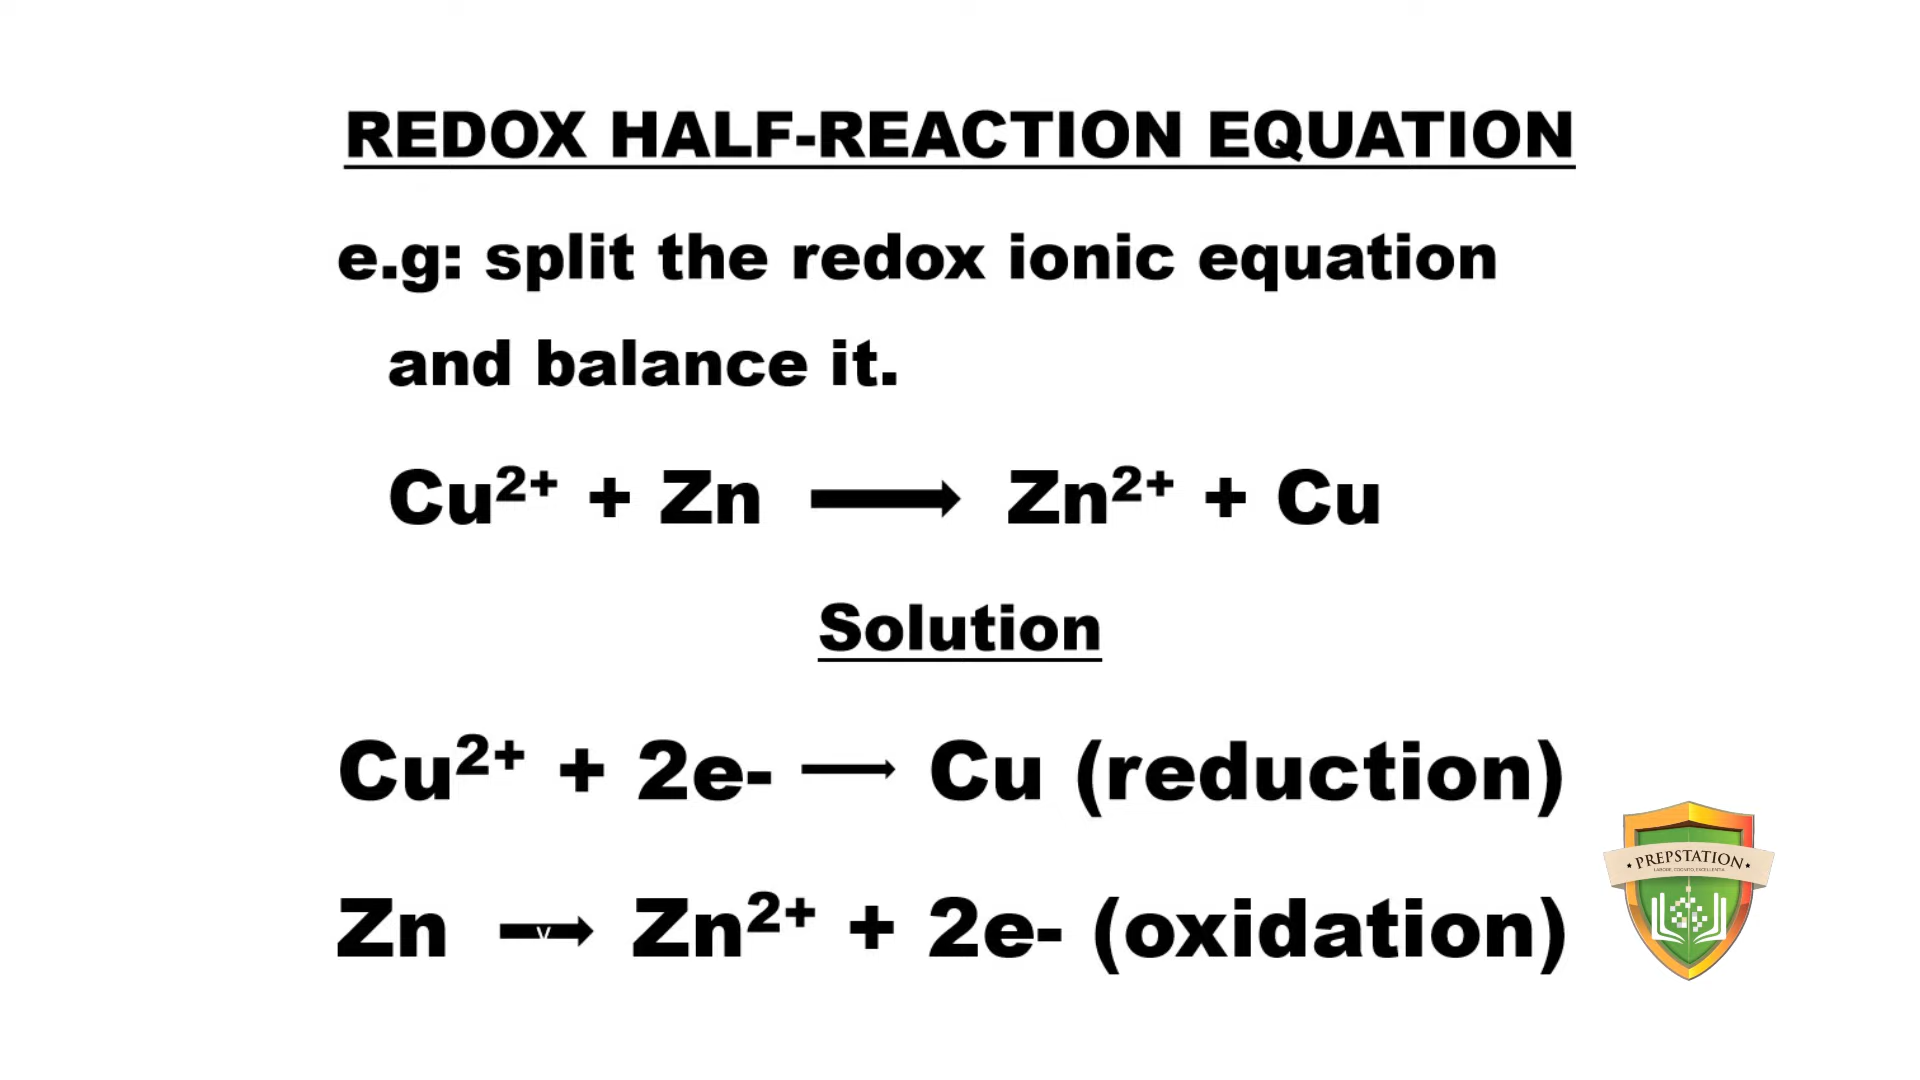 REDOX HALF-REACTION EQUATION
e.g: split the redox ionic equation
and balance it.
Cu²⁺ + Zn ⟶ Zn²⁺ + Cu
Solution
Cu²⁺ + 2e- ⟶ Cu (reduction)
Zn ⟶ Zn²⁺ + 2e- (oxidation)
PREPSTATION